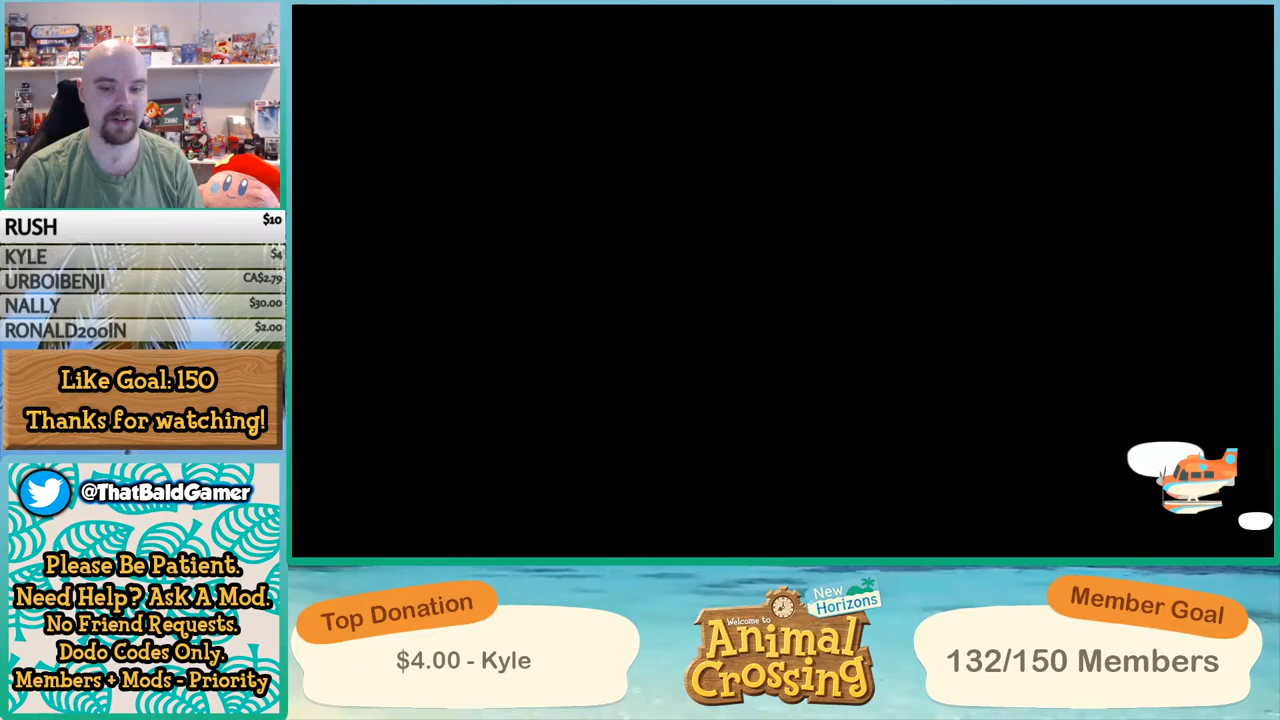 RUSH $10
KYLE $4
URBOIBENJI CA$2.79
NALLY $30.00
RONALD200IN $2.00
Like Goal: 150
Thanks for watching!
@ThatBaldGamer
Please Be Patient.
Need Help? Ask A Mod.
No Friend Requests.
Dodo Codes Only.
Members + Mods - Priority
Top Donation
$4.00 - Kyle
Welcome to
Animal
Crossing
New
Horizons
Member Goal
132/150 Members